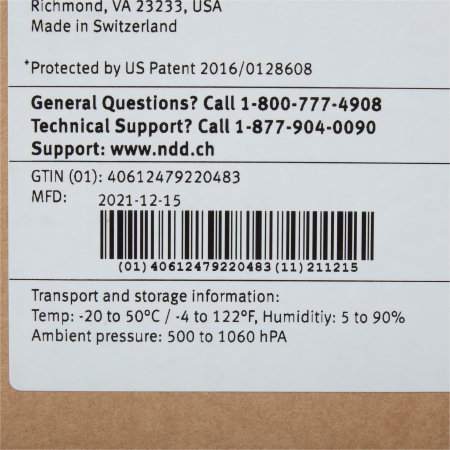 Richmond, VA 23233, USA
Made in Switzerland
*Protected by US Patent 2016/0128608
General Questions? Call 1-800-777-4908
Technical Support? Call 1-877-904-0090
Support: www.ndd.ch
GTIN (01): 40612479220483
MFD: 2021-12-15
(01) 40612479220483 (11) 211215
Transport and storage information:
Temp: -20 to 50°C / -4 to 122°F, Humiditiy: 5 to 90%
Ambient pressure: 500 to 1060 hPA